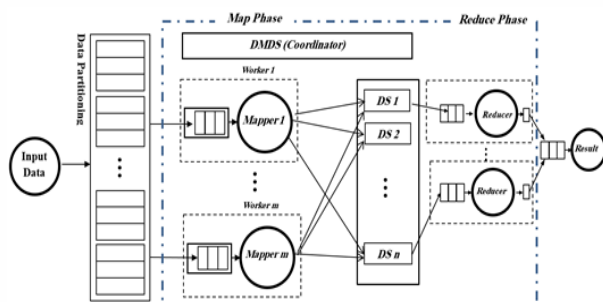 Map Phase
Reduce Phase
DMDS (Coordinator)
Data Partitioning
Worker 1
Mapper 1
DS 1
DS 2
Reducer
Input
Data
Result
Worker m
Mapper m
DS n
Reducer